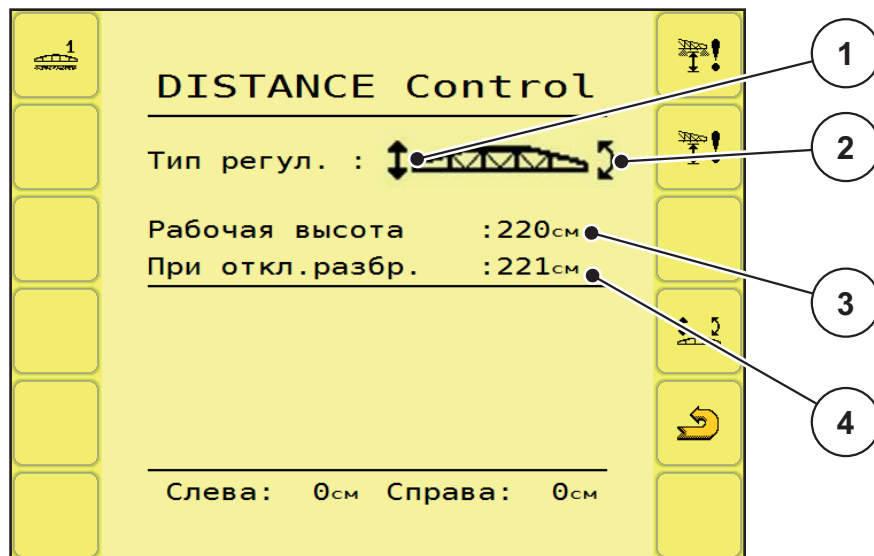 1
DISTANCE Control
Тип регул. :
Рабочая высота :220см
При откл.разбр. :221см
Слева: 0см Справа: 0см
!
!
1
2
3
4